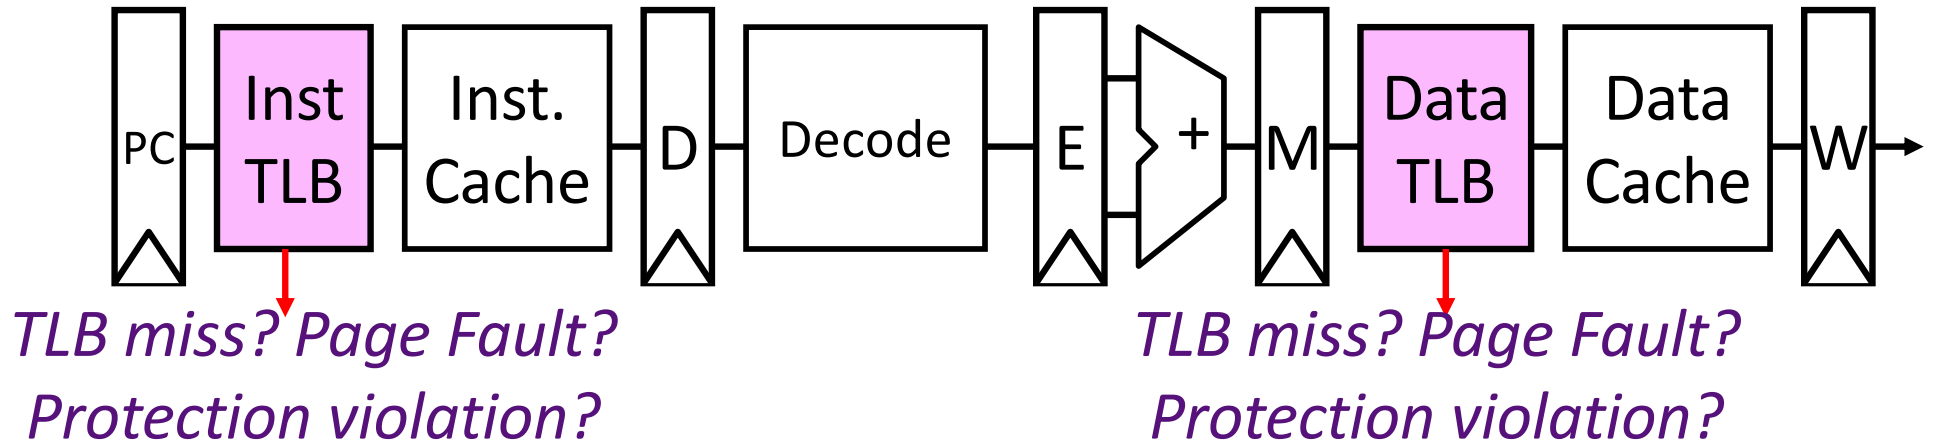 PC
Inst
TLB
Inst.
Cache
D
Decode
E
+
M
Data
TLB
Data
Cache
W
TLB miss? Page Fault?
Protection violation?
TLB miss? Page Fault?
Protection violation?